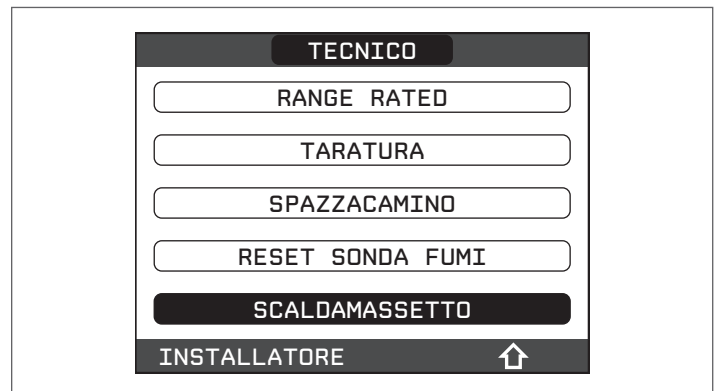 TECNICO
RANGE RATED
TARATURA
SPAZZACAMINO
RESET SONDA FUMI
SCALDAMASSETTO
INSTALLATORE